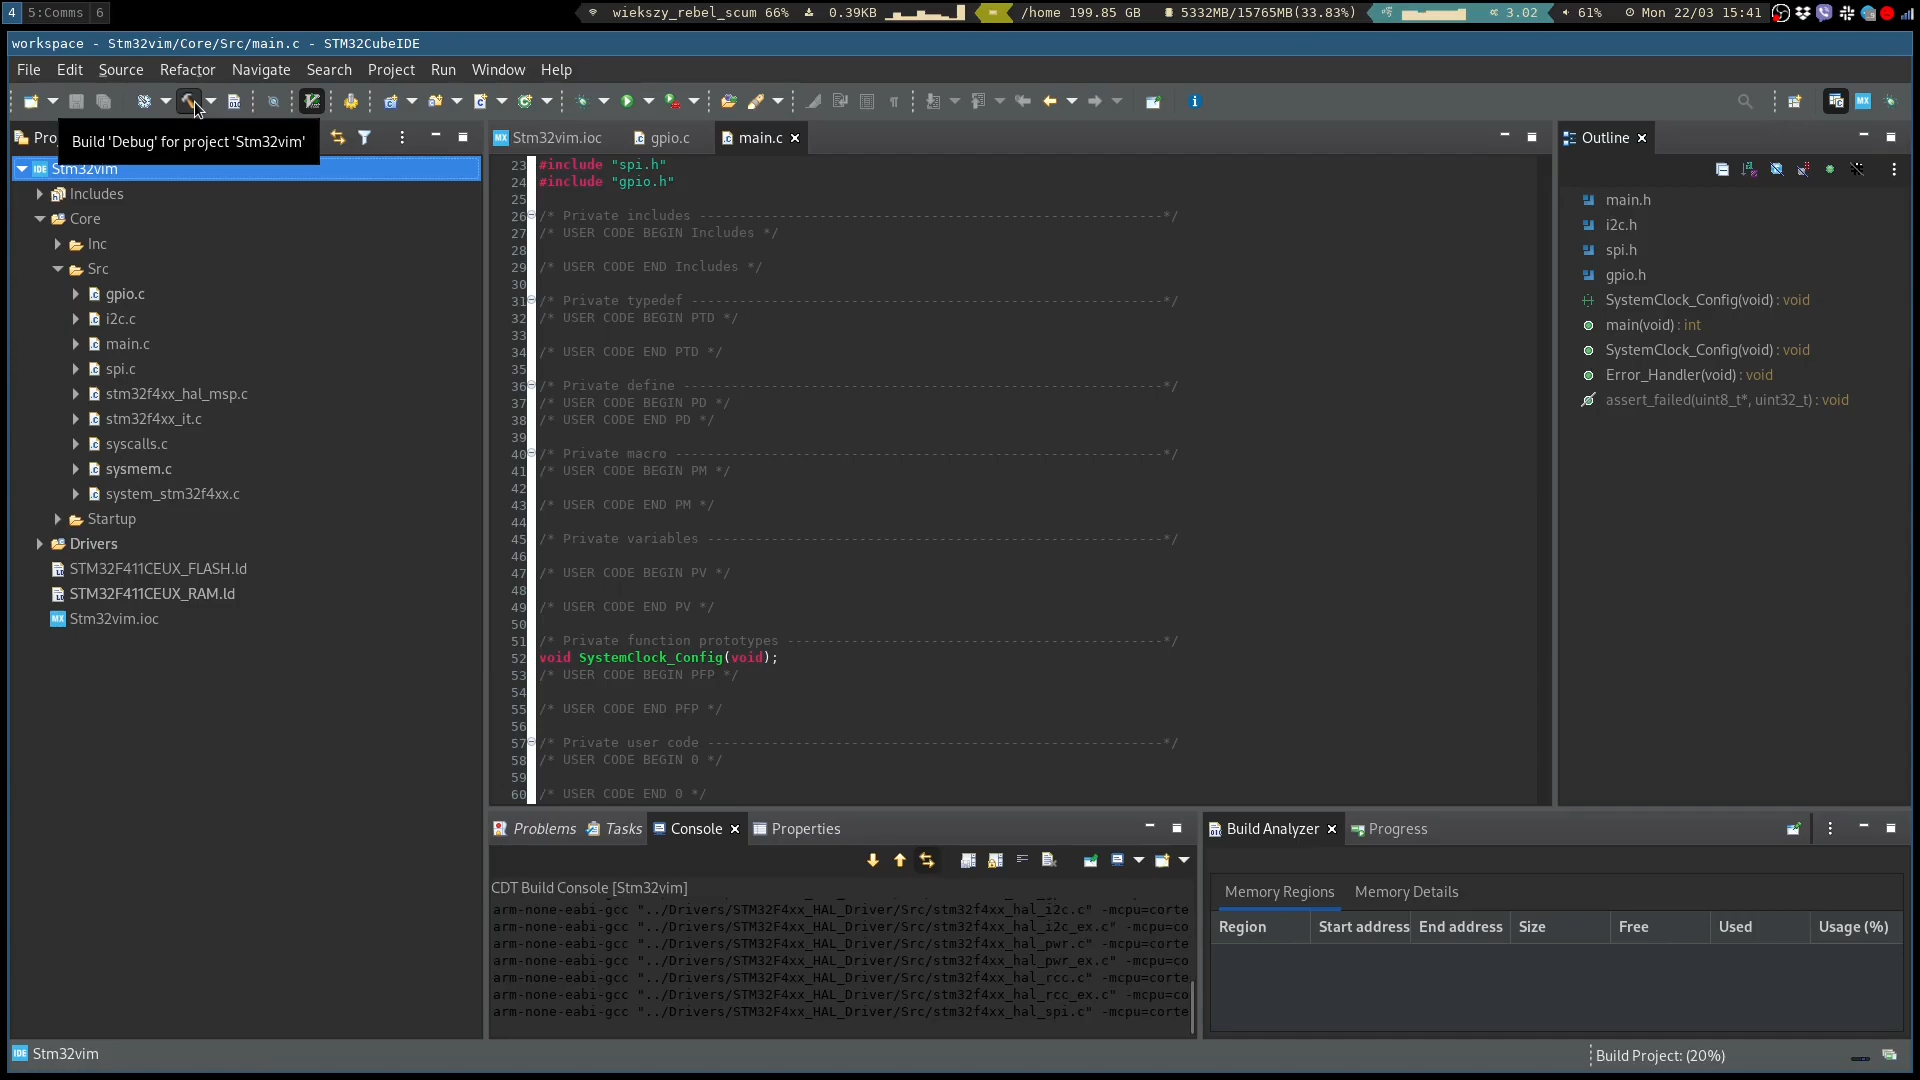 4 5:Comms 6
wiekszy_rebel_scum 66% 0.39KB /home 199.85 GB 5332MB/15765MB(33.83%) 3.02 61% Mon 22/03 15:41
workspace - Stm32vim/Core/Src/main.c - STM32CubeIDE
File Edit Source Refactor Navigate Search Project Run Window Help
Build 'Debug' for project 'Stm32vim'
Stm32vim
Includes
Core
Inc
Src
gpio.c
i2c.c
main.c
spi.c
stm32f4xx_hal_msp.c
stm32f4xx_it.c
syscalls.c
sysmem.c
system_stm32f4xx.c
Startup
Drivers
STM32F411CEUX_FLASH.ld
STM32F411CEUX_RAM.ld
Stm32vim.ioc
Stm32vim.ioc gpio.c main.c
23 #include "spi.h"
24 #include "gpio.h"
25
26 /* Private includes ----------------------------------------------------------*/
27 /* USER CODE BEGIN Includes */
28
29 /* USER CODE END Includes */
30
31 /* Private typedef -----------------------------------------------------------*/
32 /* USER CODE BEGIN PTD */
33
34 /* USER CODE END PTD */
35
36 /* Private define ------------------------------------------------------------*/
37 /* USER CODE BEGIN PD */
38 /* USER CODE END PD */
39
40 /* Private macro -------------------------------------------------------------*/
41 /* USER CODE BEGIN PM */
42
43 /* USER CODE END PM */
44
45 /* Private variables ---------------------------------------------------------*/
46
47 /* USER CODE BEGIN PV */
48
49 /* USER CODE END PV */
50
51 /* Private function prototypes -----------------------------------------------*/
52 void SystemClock_Config(void);
53 /* USER CODE BEGIN PFP */
54
55 /* USER CODE END PFP */
56
57 /* Private user code ---------------------------------------------------------*/
58 /* USER CODE BEGIN 0 */
59
60 /* USER CODE END 0 */
Outline
main.h
i2c.h
spi.h
gpio.h
SystemClock_Config(void) : void
main(void) : int
SystemClock_Config(void) : void
Error_Handler(void) : void
assert_failed(uint8_t*, uint32_t) : void
Problems Tasks Console Properties
CDT Build Console [Stm32vim]
arm-none-eabi-gcc "../Drivers/STM32F4xx_HAL_Driver/Src/stm32f4xx_hal_i2c.c" -mcpu=corte
arm-none-eabi-gcc "../Drivers/STM32F4xx_HAL_Driver/Src/stm32f4xx_hal_i2c_ex.c" -mcpu=co
arm-none-eabi-gcc "../Drivers/STM32F4xx_HAL_Driver/Src/stm32f4xx_hal_pwr.c" -mcpu=corte
arm-none-eabi-gcc "../Drivers/STM32F4xx_HAL_Driver/Src/stm32f4xx_hal_pwr_ex.c" -mcpu=co
arm-none-eabi-gcc "../Drivers/STM32F4xx_HAL_Driver/Src/stm32f4xx_hal_rcc.c" -mcpu=corte
arm-none-eabi-gcc "../Drivers/STM32F4xx_HAL_Driver/Src/stm32f4xx_hal_rcc_ex.c" -mcpu=co
arm-none-eabi-gcc "../Drivers/STM32F4xx_HAL_Driver/Src/stm32f4xx_hal_spi.c" -mcpu=corte
Build Analyzer Progress
Memory Regions Memory Details
Region Start address End address Size Free Used Usage (%)
Stm32vim
Build Project: (20%)